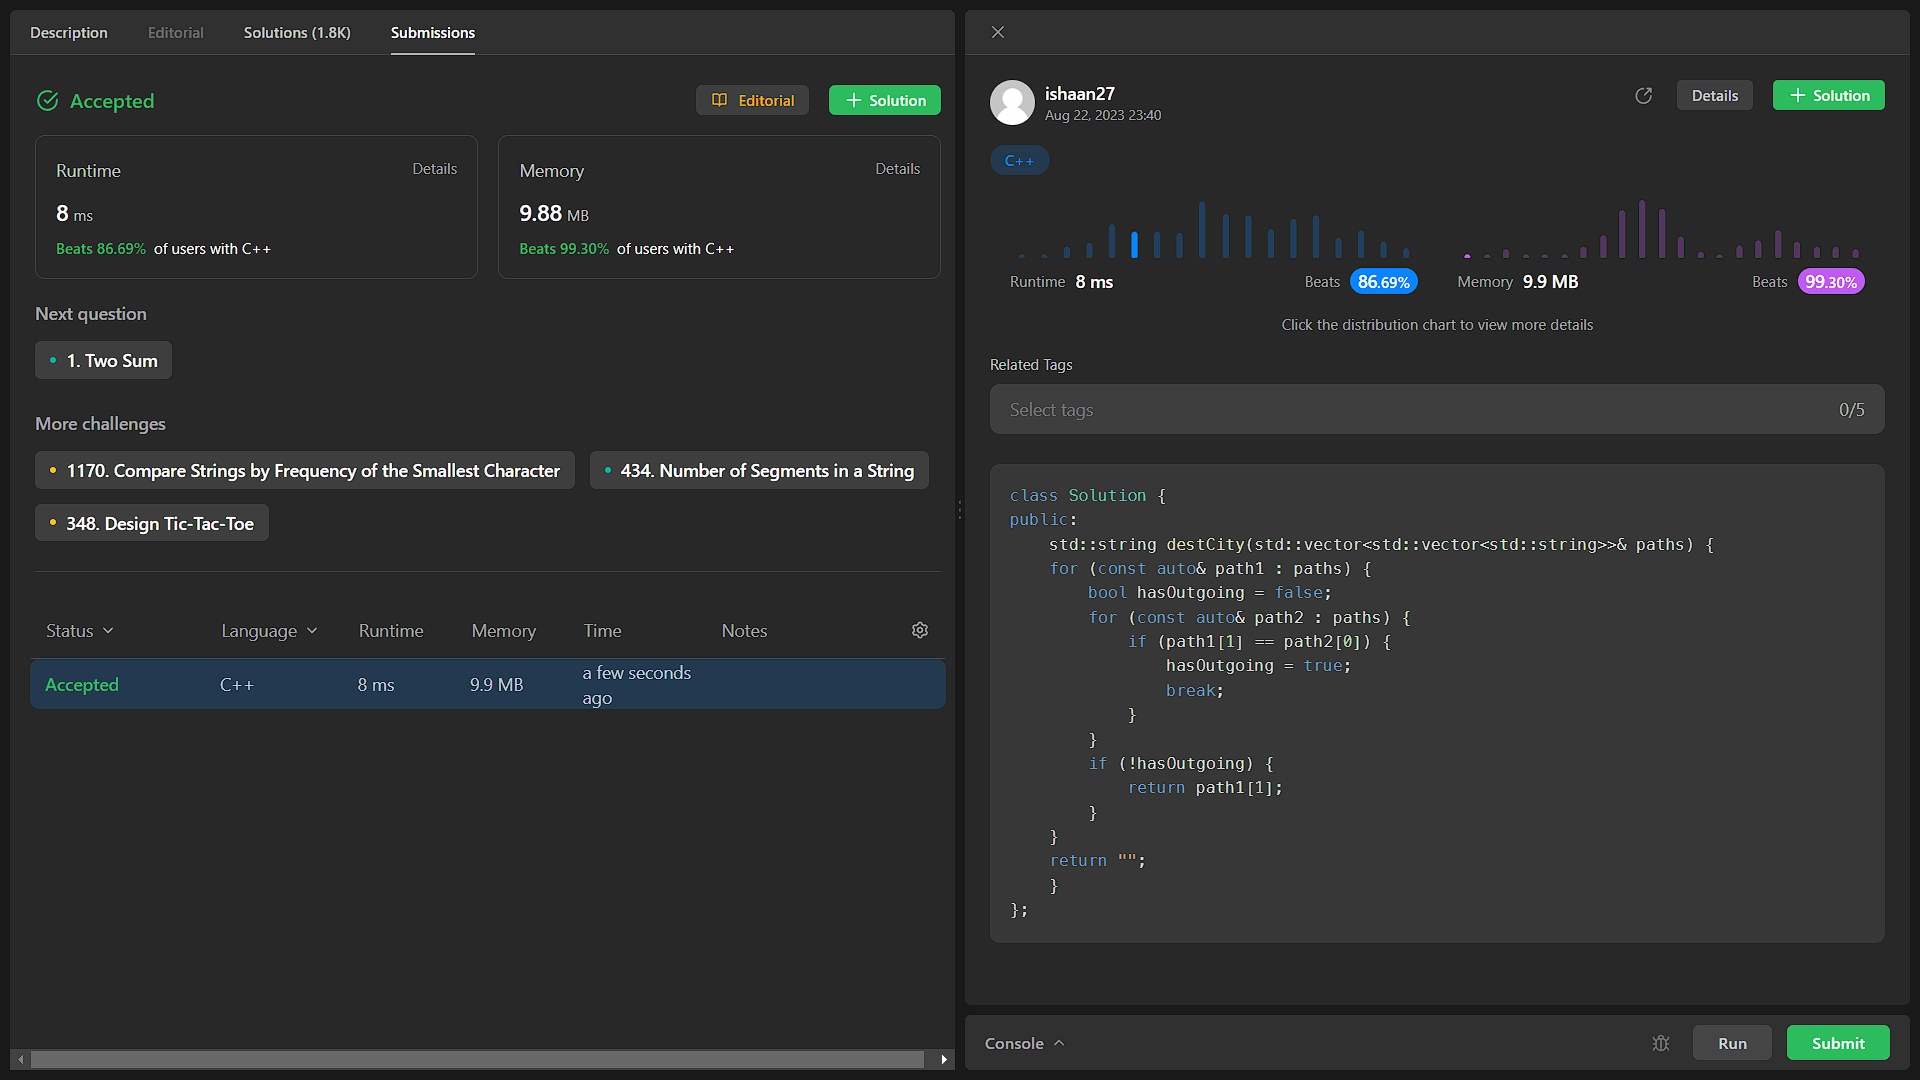 Description Editorial Solutions (1.8K) Submissions
Accepted
Editorial
Solution
Runtime Details
8 ms
Beats 86.69% of users with C++
Memory Details
9.88 MB
Beats 99.30% of users with C++
Next question
1. Two Sum
More challenges
1170. Compare Strings by Frequency of the Smallest Character
434. Number of Segments in a String
348. Design Tic-Tac-Toe
Status Language Runtime Memory Time Notes
Accepted C++ 8 ms 9.9 MB a few seconds
ago
ishaan27
Aug 22, 2023 23:40
Details
Solution
C++
Runtime 8 ms Beats 86.69%
Memory 9.9 MB Beats 99.30%
Click the distribution chart to view more details
Related Tags
Select tags 0/5
class Solution {
public:
    std::string destCity(std::vector<std::vector<std::string>>& paths) {
    for (const auto& path1 : paths) {
        bool hasOutgoing = false;
        for (const auto& path2 : paths) {
            if (path1[1] == path2[0]) {
                hasOutgoing = true;
                break;
            }
        }
        if (!hasOutgoing) {
            return path1[1];
        }
    }
    return "";
    }
};
Console
Run
Submit